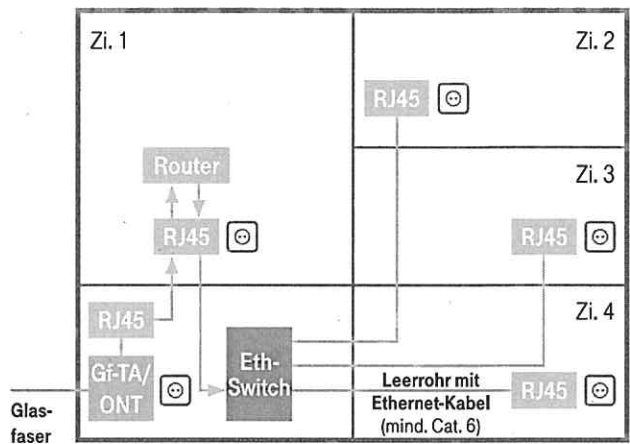 Zi. 1
Zi. 2
RJ45
Router
Zi. 3
RJ45
RJ45
RJ45
Zi. 4
Gf-TA/
ONT
Eth-
Switch
Leerrohr mit
Ethernet-Kabel
(mind. Cat. 6)
RJ45
Glas-
faser